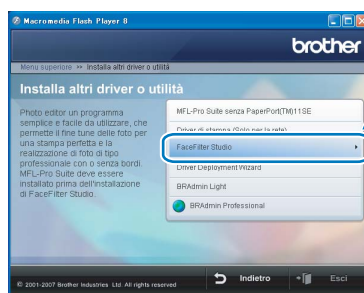 Macromedia Flash Player 8
brother
Menu superiore >> Installa altri driver o utilità
Installa altri driver o utilità
Photo editor un programma
semplice e facile da utilizzare, che
permette il fine tune delle foto per
una stampa perfetta e la
realizzazione di foto di tipo
professionale con o senza bordi.
MFL-Pro Suite deve essere
installato prima dell'installazione
di FaceFilter Studio.
MFL-Pro Suite senza PaperPort(TM)11SE
Driver di stampa (Solo per la rete)
FaceFilter Studio
Driver Deployment Wizard
BRAdmin Light
BRAdmin Professional
© 2001-2007 Brother Industries Ltd. All rights reserved
Indietro
Esci